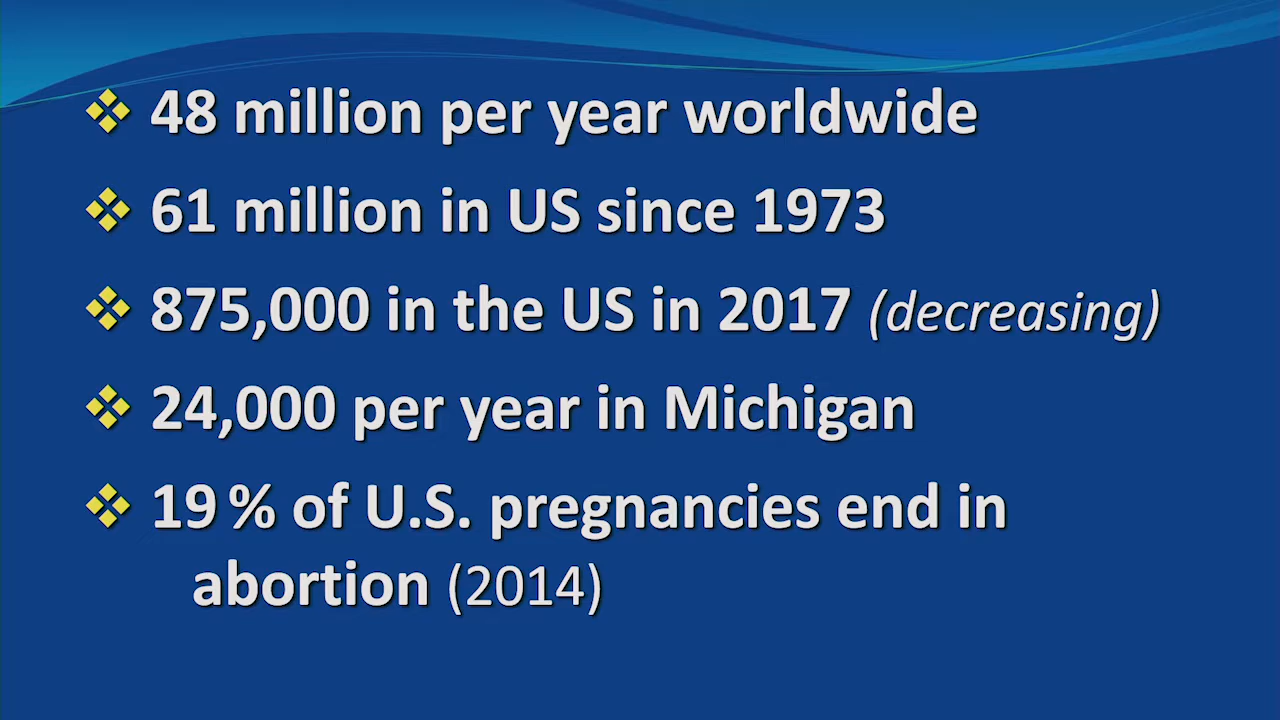 ❖ 48 million per year worldwide
❖ 61 million in US since 1973
❖ 875,000 in the US in 2017 (decreasing)
❖ 24,000 per year in Michigan
❖ 19 % of U.S. pregnancies end in
abortion (2014)